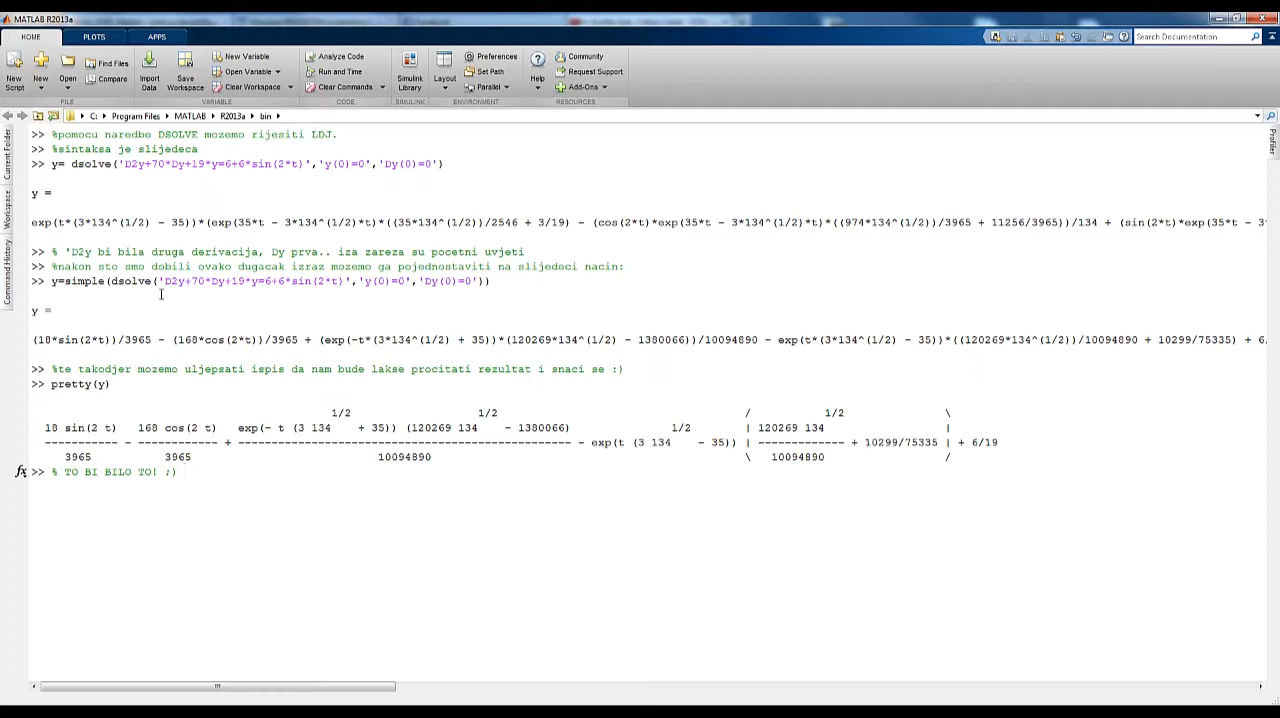 MATLAB R2013a
HOME PLOTS APPS
Search Documentation
New Script
New
Open
Find Files
Compare
Import Data
Save Workspace
New Variable
Open Variable
Clear Workspace
Analyze Code
Run and Time
Clear Commands
Simulink Library
Layout
Preferences
Set Path
Parallel
Help
Community
Request Support
Add-Ons
FILE VARIABLE CODE SIMULINK ENVIRONMENT RESOURCES
C: Program Files MATLAB R2013a bin
Current Folder
Workspace
Command History
Profiler
>> %pomocu naredbe DSOLVE mozemo rijesiti LDJ.
>> %sintaksa je slijedeca
>> y= dsolve('D2y+70*Dy+19*y=6+6*sin(2*t)','y(0)=0','Dy(0)=0')
y =
exp(t*(3*134^(1/2) - 35))*(exp(35*t - 3*134^(1/2)*t)*((35*134^(1/2))/2546 + 3/19) - (cos(2*t)*exp(35*t - 3*134^(1/2)*t)*((974*134^(1/2))/3965 + 11256/3965))/134 + (sin(2*t)*exp(35*t - 3*
>> % 'D2y bi bila druga derivacija, Dy prva.. iza zareza su pocetni uvjeti
>> %nakon sto smo dobili ovako dugacak izraz mozemo ga pojednostaviti na slijedeci nacin:
>> y=simple(dsolve('D2y+70*Dy+19*y=6+6*sin(2*t)','y(0)=0','Dy(0)=0'))
y =
(18*sin(2*t))/3965 - (168*cos(2*t))/3965 + (exp(-t*(3*134^(1/2) + 35))*(120269*134^(1/2) - 1380066))/10094890 - exp(t*(3*134^(1/2) - 35))*((120269*134^(1/2))/10094890 + 10299/75335) + 6/
>> %te takodjer mozemo uljepsati ispis da nam bude lakse procitati rezultat i snaci se :)
>> pretty(y)
1/2 1/2 / 1/2 \
18 sin(2 t) 168 cos(2 t) exp(- t (3 134 + 35)) (120269 134 - 1380066) 1/2 | 120269 134 |
----------- - ------------ + --------------------------------------------- - exp(t (3 134 - 35)) | ------------- + 10299/75335 | + 6/19
3965 3965 10094890 \ 10094890 /
fx >> % TO BI BILO TO! ;)